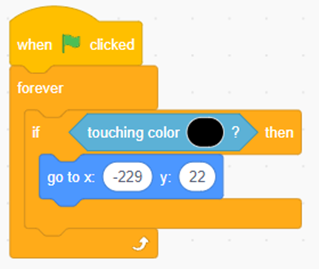 when clicked
forever
if touching color ? then
go to x: -229 y: 22